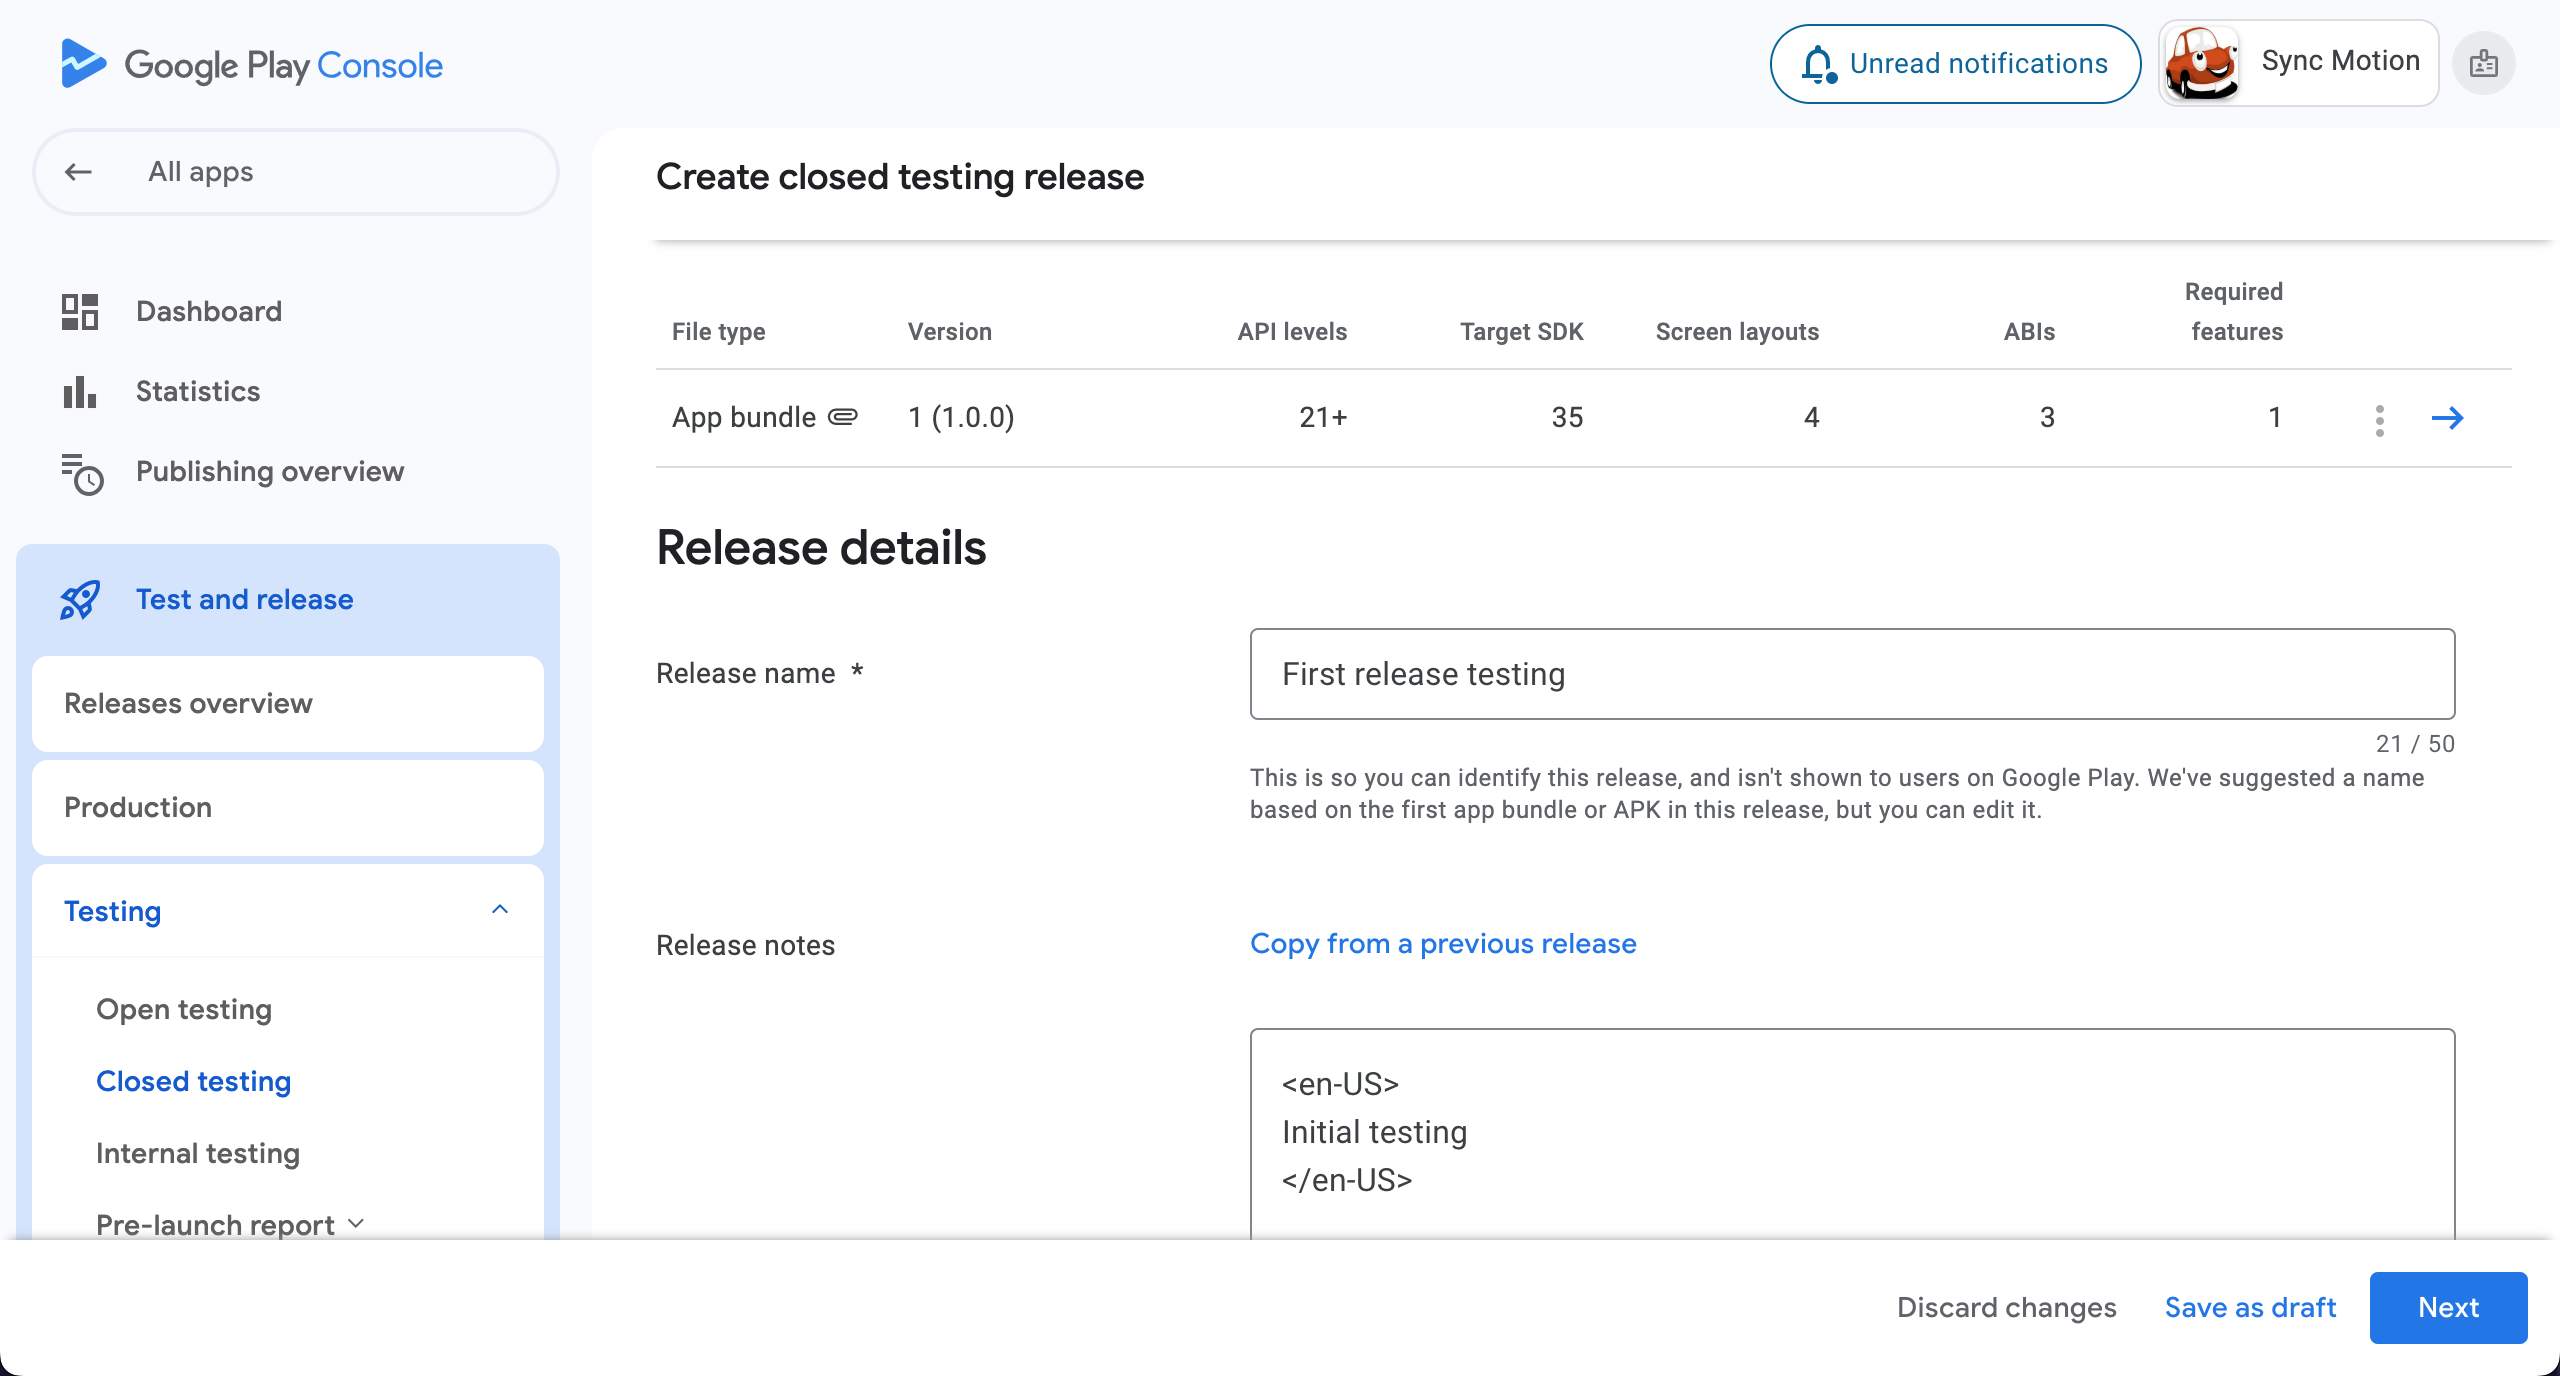 Google Play Console
Unread notifications
Sync Motion
All apps
Dashboard
Statistics
Publishing overview
Test and release
Releases overview
Production
Testing
Open testing
Closed testing
Internal testing
Pre-launch report
Create closed testing release
File type Version API levels Target SDK Screen layouts ABIs Required features
App bundle 1 (1.0.0) 21+ 35 4 3 1
Release details
Release name *
First release testing
21 / 50
This is so you can identify this release, and isn't shown to users on Google Play. We've suggested a name
based on the first app bundle or APK in this release, but you can edit it.
Release notes
Copy from a previous release
<en-US>
Initial testing
</en-US>
Discard changes
Save as draft
Next